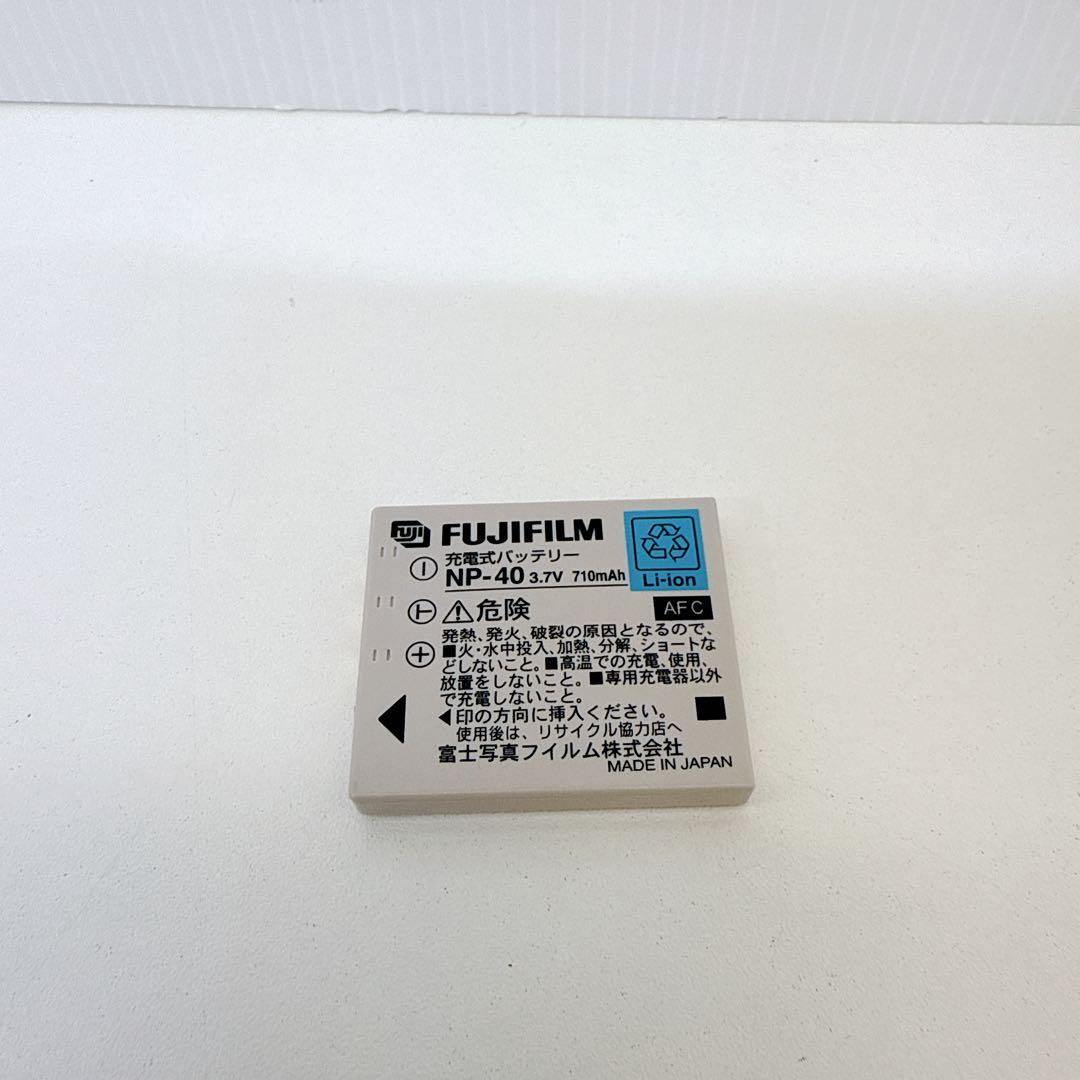 FUJI FUJIFILM
充電式バッテリー
NP-40 3.7V 710mAh
Li-ion
⚠危険
AFC
発熱、発火、破裂の原因となるので、
■火・水中投入、加熱、分解、ショートな
どしないこと。■高温での充電、使用、
放置をしないこと。■専用充電器以外
で充電しないこと。
◀印の方向に挿入ください。
使用後は、リサイクル協力店へ
富士写真フイルム株式会社
MADE IN JAPAN